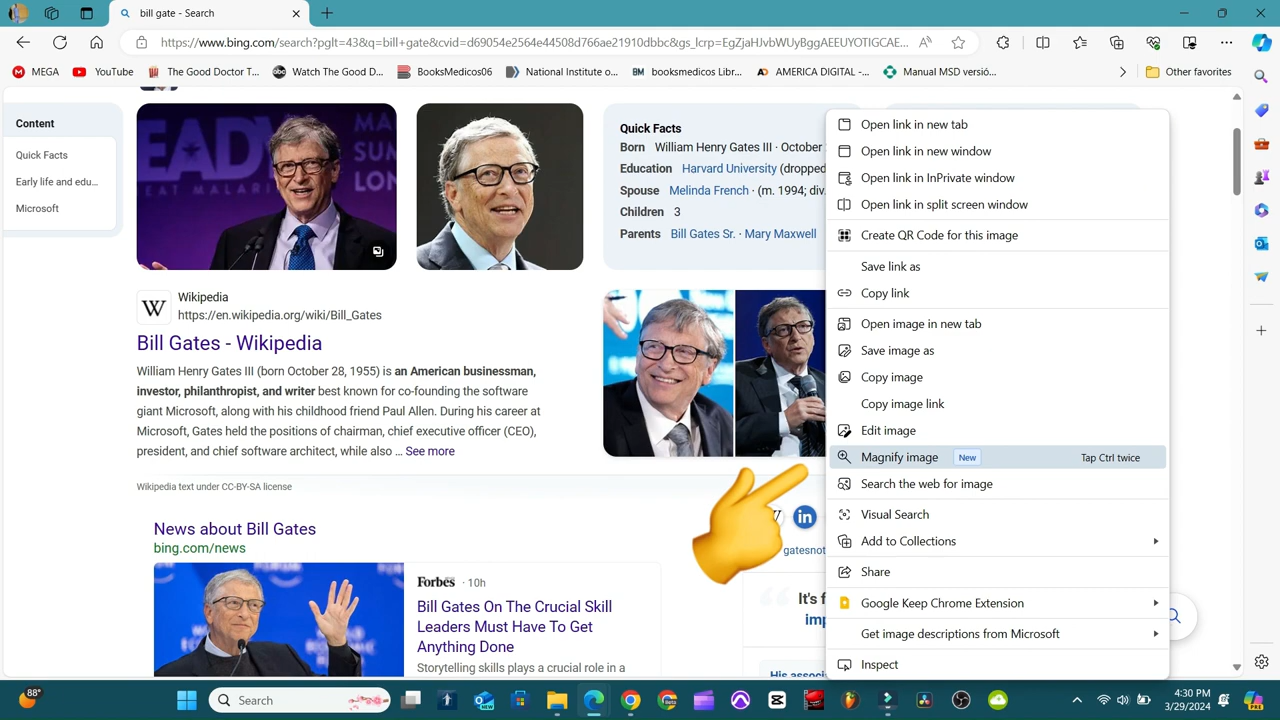 bill gate - Search
https://www.bing.com/search?pglt=43&q=bill+gate&cvid=d69054e2564e44508d766ae21910dbbc&gs_lcrp=EgZjaHJvbWUyBggAEEUYOTIGCAE...
MEGA
YouTube
The Good Doctor T...
Watch The Good D...
BooksMedicos06
National Institute o...
booksmedicos Libr...
AMERICA DIGITAL -...
Manual MSD versió...
Other favorites
Content
Quick Facts
Early life and edu...
Microsoft
Quick Facts
Born William Henry Gates III · October
Education Harvard University (dropped
Spouse Melinda French · (m. 1994; div.
Children 3
Parents Bill Gates Sr. · Mary Maxwell
Wikipedia
https://en.wikipedia.org/wiki/Bill_Gates
Bill Gates - Wikipedia
William Henry Gates III (born October 28, 1955) is an American businessman,
investor, philanthropist, and writer best known for co-founding the software
giant Microsoft, along with his childhood friend Paul Allen. During his career at
Microsoft, Gates held the positions of chairman, chief executive officer (CEO),
president, and chief software architect, while also ... See more
Wikipedia text under CC-BY-SA license
News about Bill Gates
bing.com/news
Forbes · 10h
Bill Gates On The Crucial Skill
Leaders Must Have To Get
Anything Done
Storytelling skills plays a crucial role in a
gatesnot
It's f
imp
His associ
Open link in new tab
Open link in new window
Open link in InPrivate window
Open link in split screen window
Create QR Code for this image
Save link as
Copy link
Open image in new tab
Save image as
Copy image
Copy image link
Edit image
Magnify image New Tap Ctrl twice
Search the web for image
Visual Search
Add to Collections
Share
Google Keep Chrome Extension
Get image descriptions from Microsoft
Inspect
88°
Search
4:30 PM
3/29/2024